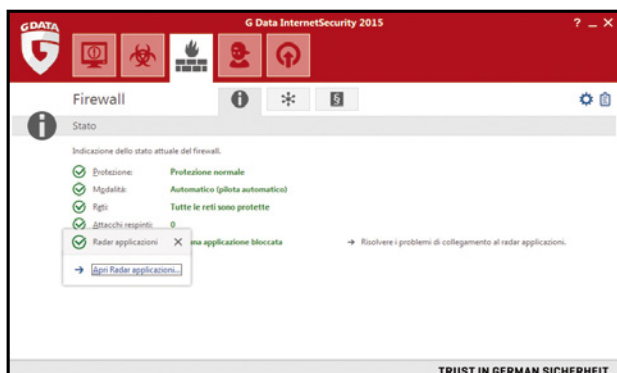 G DATA
G Data InternetSecurity 2015
? _ X
G
Firewall
§
Stato
Indicazione dello stato attuale del firewall.
Protezione: Protezione normale
Modalità: Automatico (pilota automatico)
Reti: Tutte le reti sono protette
Attacchi respinti: 0
Radar applicazioni applicazione bloccata → Risolvere i problemi di collegamento al radar applicazioni.
→ Apri Radar applicazioni...
TRUST IN GERMAN SICHERHEIT